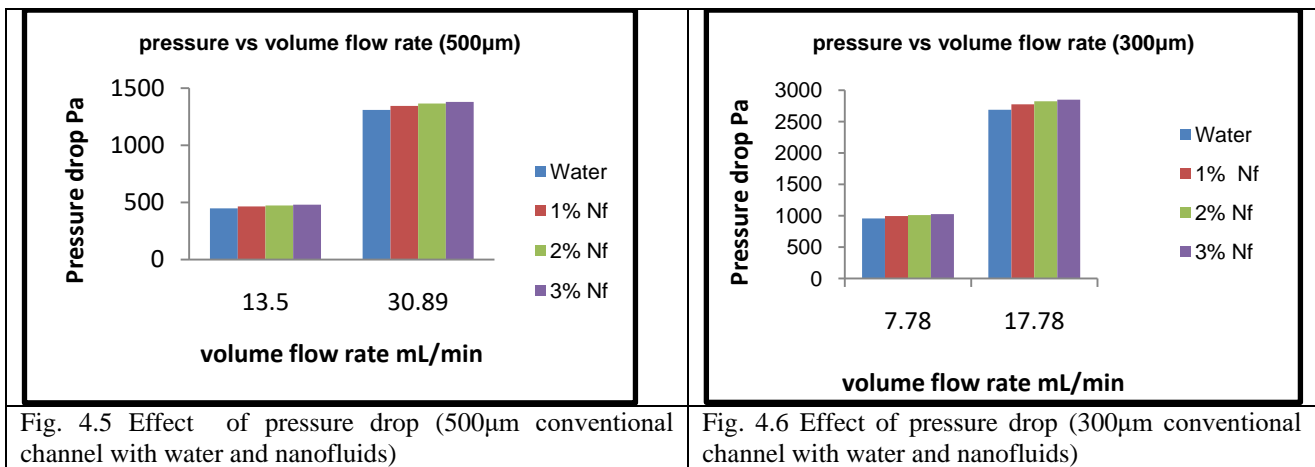 pressure vs volume flow rate (500µm)
Pressure drop Pa
1500
1000
500
0
13.5
30.89
volume flow rate mL/min
Water
1% Nf
2% Nf
3% Nf
Fig. 4.5 Effect of pressure drop (500µm conventional
channel with water and nanofluids)
pressure vs volume flow rate (300µm)
Pressure drop Pa
3000
2500
2000
1500
1000
500
0
7.78
17.78
volume flow rate mL/min
Water
1% Nf
2% Nf
3% Nf
Fig. 4.6 Effect of pressure drop (300µm conventional
channel with water and nanofluids)